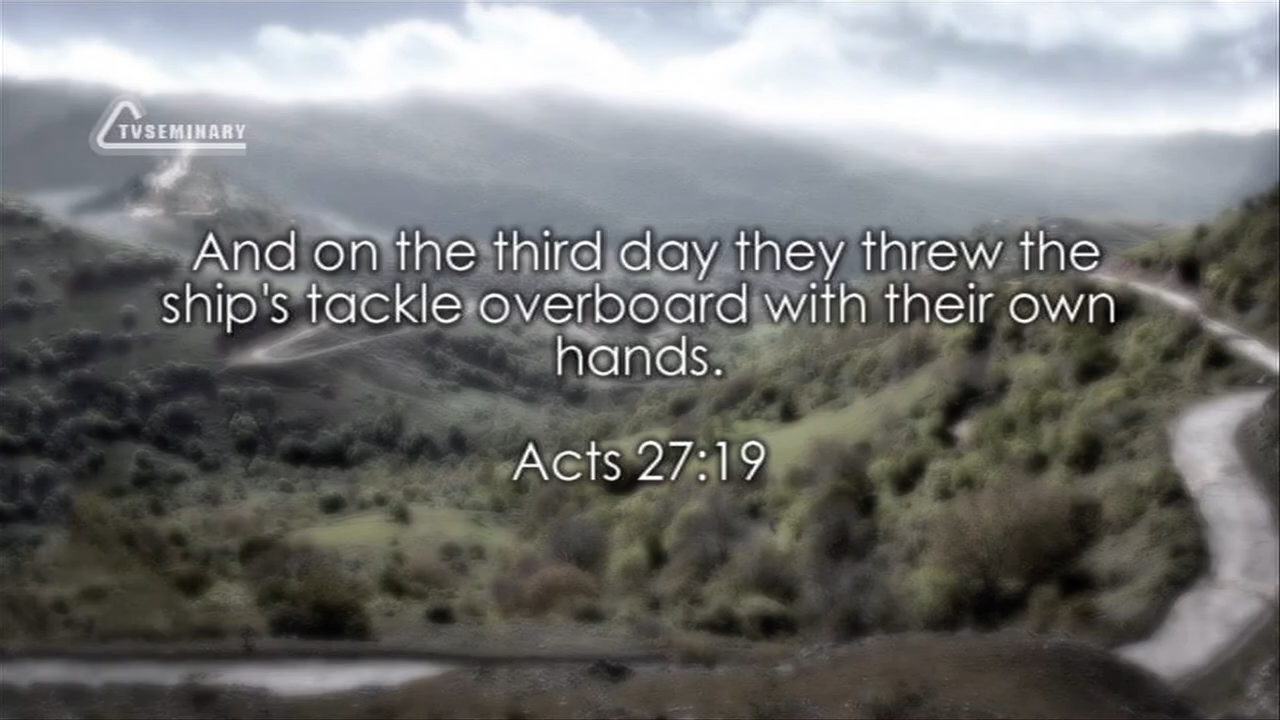 TVSEMINARY
And on the third day they threw the
ship's tackle overboard with their own
hands.
Acts 27:19